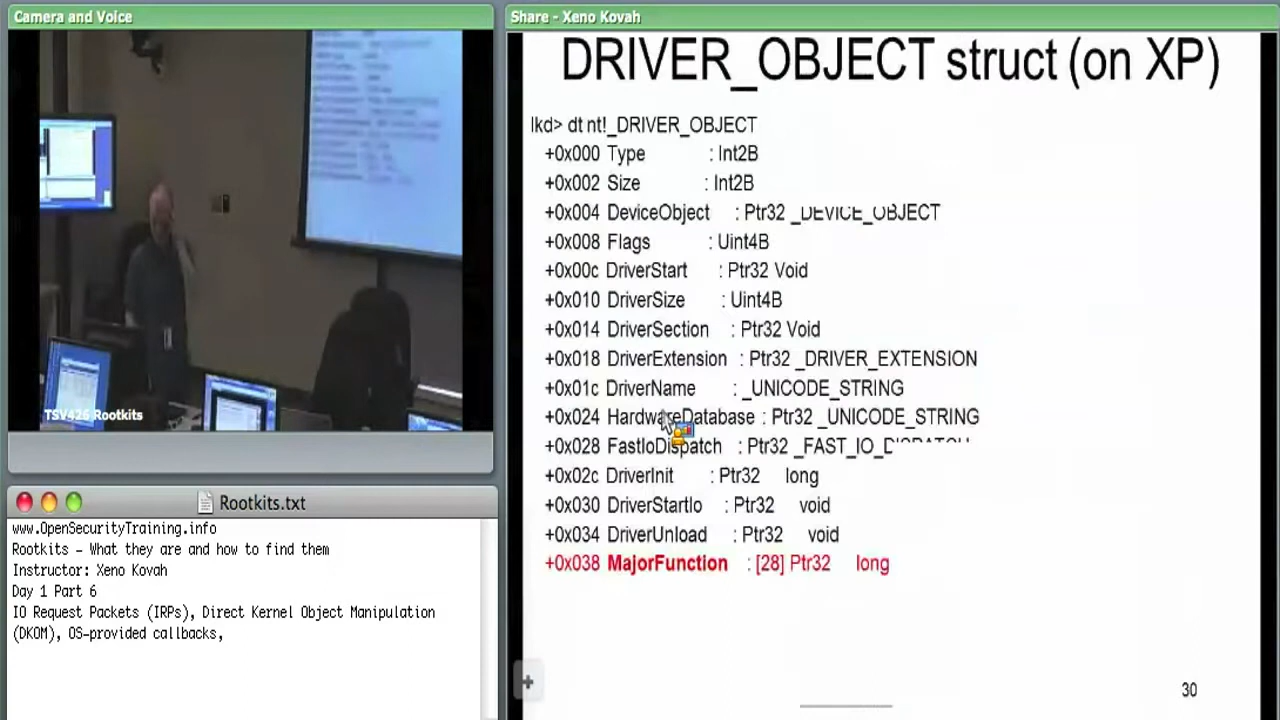 Camera and Voice
TSV426 Rootkits
Rootkits.txt
www.OpenSecurityTraining.info
Rootkits - What they are and how to find them
Instructor: Xeno Kovah
Day 1 Part 6
IO Request Packets (IRPs), Direct Kernel Object Manipulation
(DKOM), OS-provided callbacks,
Share - Xeno Kovah
DRIVER_OBJECT struct (on XP)
lkd> dt nt!_DRIVER_OBJECT
+0x000 Type : Int2B
+0x002 Size : Int2B
+0x004 DeviceObject : Ptr32 _DEVICE_OBJECT
+0x008 Flags : Uint4B
+0x00c DriverStart : Ptr32 Void
+0x010 DriverSize : Uint4B
+0x014 DriverSection : Ptr32 Void
+0x018 DriverExtension : Ptr32 _DRIVER_EXTENSION
+0x01c DriverName : _UNICODE_STRING
+0x024 HardwareDatabase : Ptr32 _UNICODE_STRING
+0x028 FastIoDispatch : Ptr32 _FAST_IO_DISPATCH
+0x02c DriverInit : Ptr32 long
+0x030 DriverStartIo : Ptr32 void
+0x034 DriverUnload : Ptr32 void
+0x038 MajorFunction : [28] Ptr32 long
30